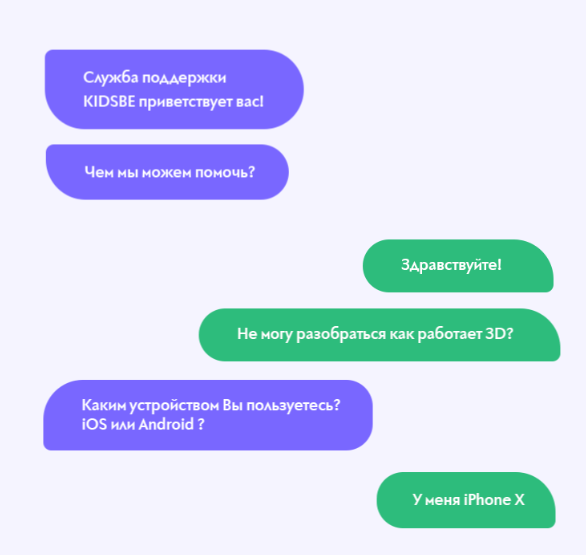 Служба поддержки
KIDSBE приветствует вас!
Чем мы можем помочь?
Здравствуйте!
Не могу разобраться как работает 3D?
Каким устройством Вы пользуетесь?
iOS или Android ?
У меня iPhone X